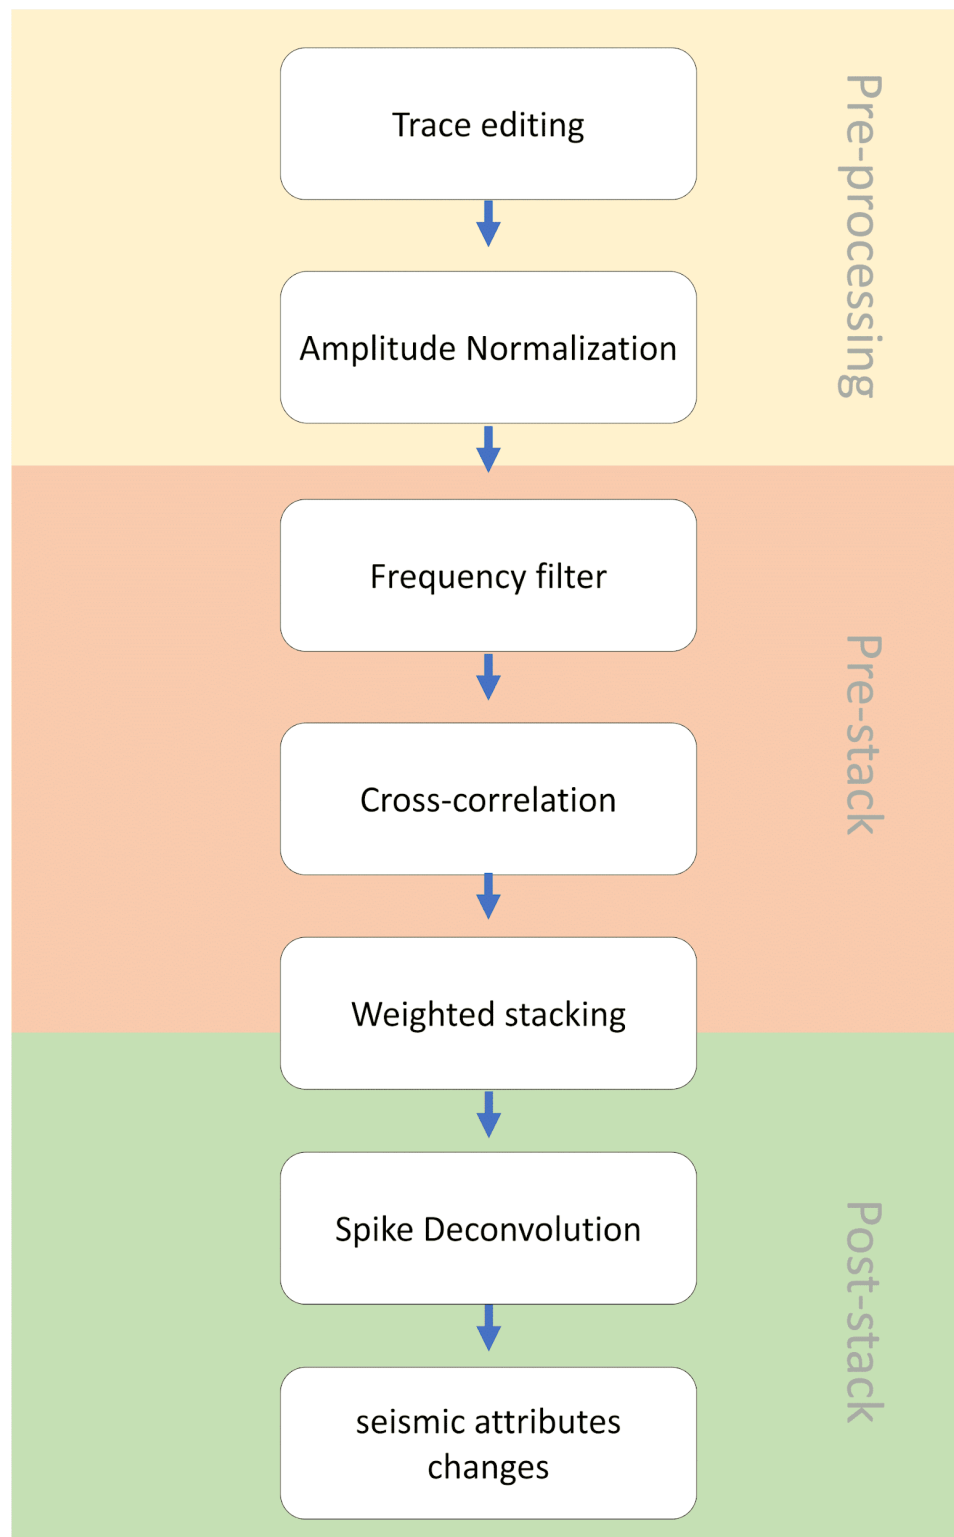 Trace editing
Amplitude Normalization
Pre-processing
Frequency filter
Cross-correlation
Pre-stack
Weighted stacking
Spike Deconvolution
Post-stack
seismic attributes
changes